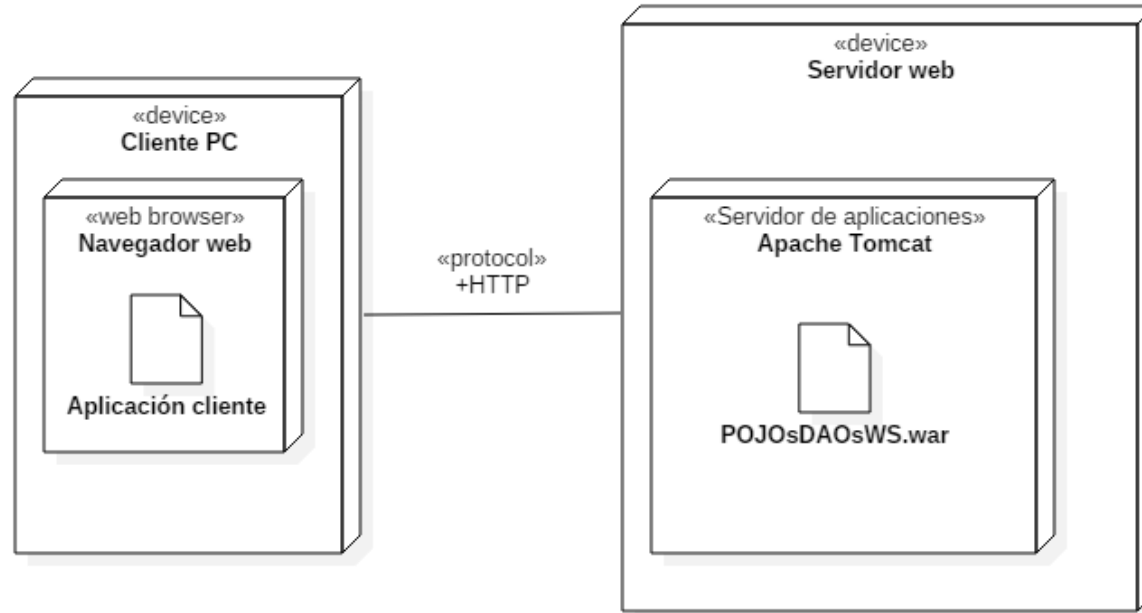 «device»
Cliente PC
«web browser»
Navegador web
Aplicación cliente
«protocol»
+HTTP
«device»
Servidor web
«Servidor de aplicaciones»
Apache Tomcat
POJOsDAOsWS.war